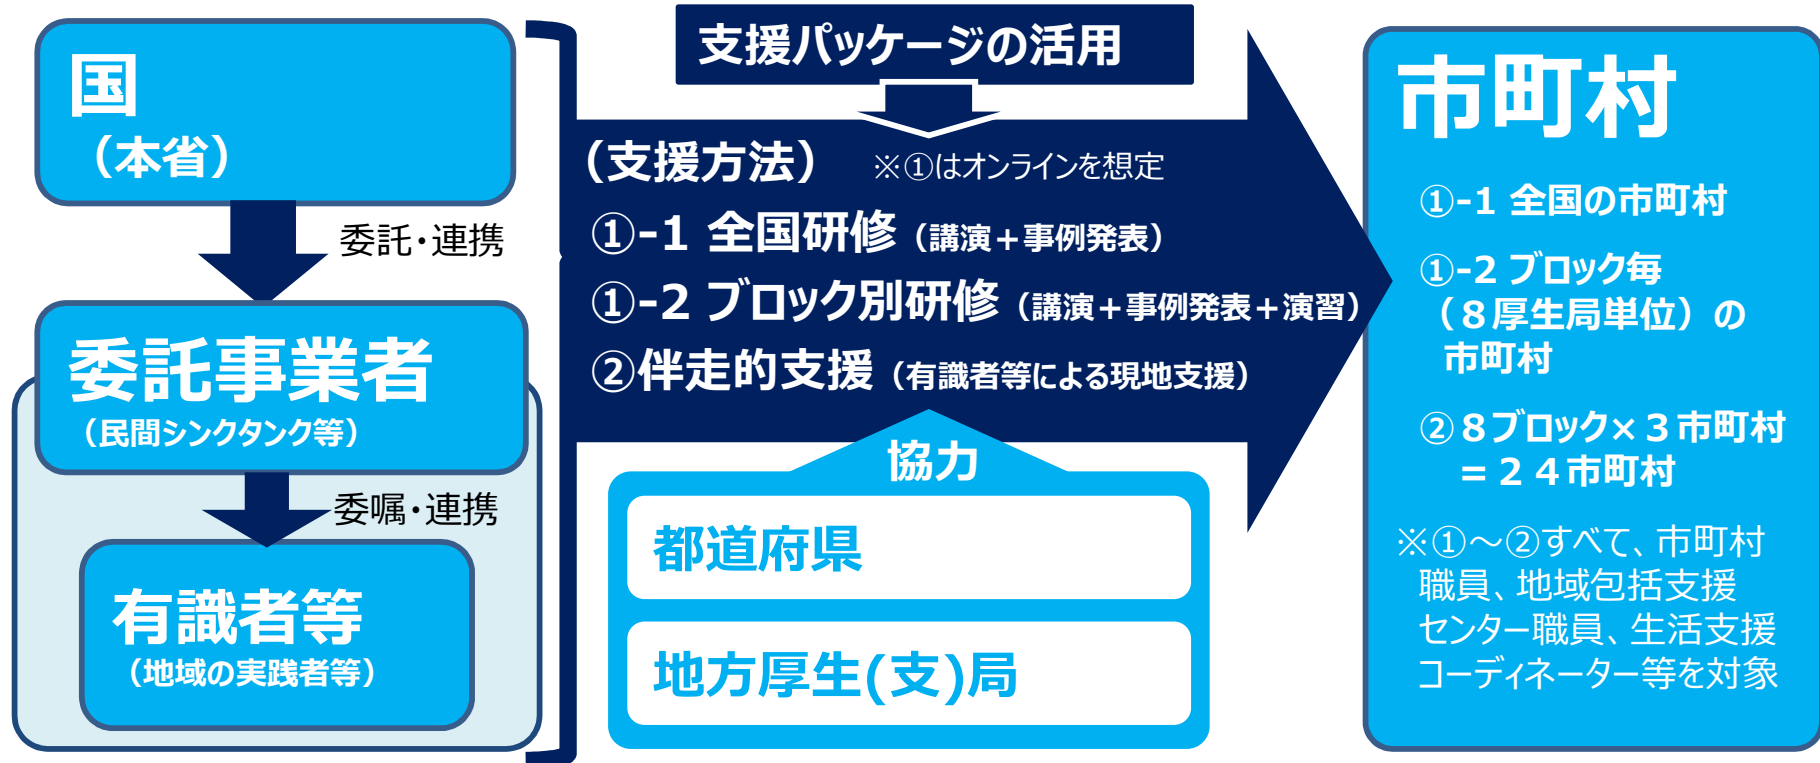 国
（本省）
委託・連携
委託事業者
（民間シンクタンク等）
委嘱・連携
有識者等
（地域の実践者等）
支援パッケージの活用
（支援方法） ※①はオンラインを想定
①-1 全国研修（講演＋事例発表）
①-2 ブロック別研修（講演＋事例発表＋演習）
②伴走的支援（有識者等による現地支援）
協力
都道府県
地方厚生(支)局
市町村
①-1 全国の市町村
①-2 ブロック毎
（８厚生局単位）の
市町村
②８ブロック×３市町村
=２４市町村
※①～②すべて、市町村
職員、地域包括支援
センター職員、生活支援
コーディネーター等を対象